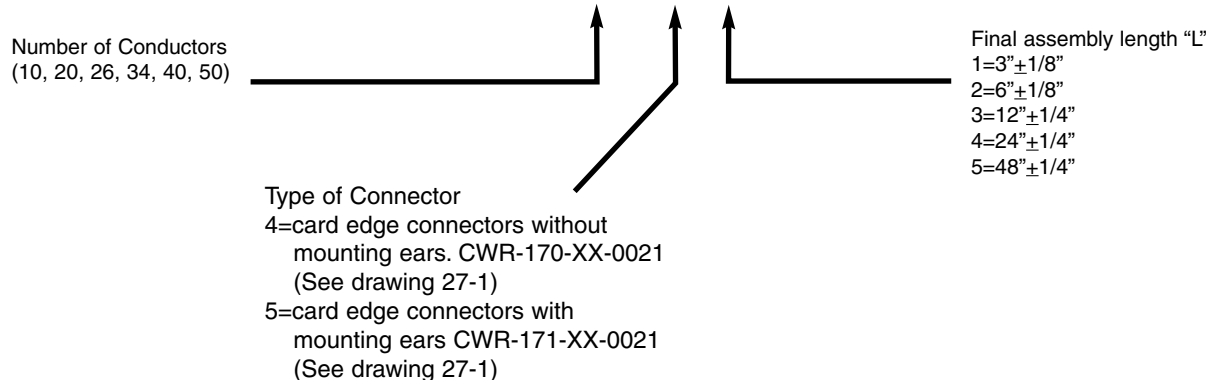 Number of Conductors
(10, 20, 26, 34, 40, 50)
Final assembly length “L”
1=3”±1/8”
2=6”±1/8”
3=12”±1/4”
4=24”±1/4”
5=48”±1/4”
Type of Connector
4=card edge connectors without
mounting ears. CWR-170-XX-0021
(See drawing 27-1)
5=card edge connectors with
mounting ears CWR-171-XX-0021
(See drawing 27-1)